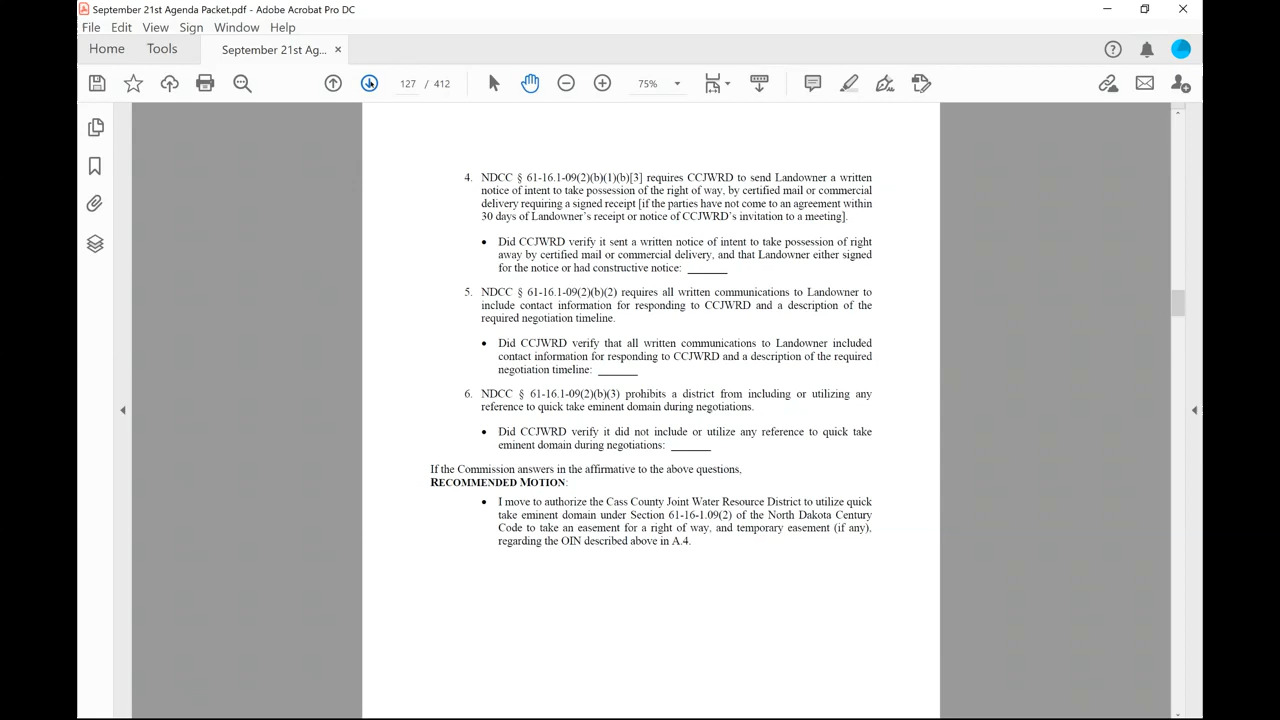 September 21st Agenda Packet.pdf - Adobe Acrobat Pro DC
File Edit View Sign Window Help
Home Tools September 21st Ag... ×
127 / 412 75%
4. NDCC § 61-16.1-09(2)(b)(1)(b)[3] requires CCJWRD to send Landowner a written
notice of intent to take possession of the right of way, by certified mail or commercial
delivery requiring a signed receipt [if the parties have not come to an agreement within
30 days of Landowner's receipt or notice of CCJWRD's invitation to a meeting].
• Did CCJWRD verify it sent a written notice of intent to take possession of right
away by certified mail or commercial delivery, and that Landowner either signed
for the notice or had constructive notice: _______
5. NDCC § 61-16.1-09(2)(b)(2) requires all written communications to Landowner to
include contact information for responding to CCJWRD and a description of the
required negotiation timeline.
• Did CCJWRD verify that all written communications to Landowner included
contact information for responding to CCJWRD and a description of the required
negotiation timeline: _______
6. NDCC § 61-16.1-09(2)(b)(3) prohibits a district from including or utilizing any
reference to quick take eminent domain during negotiations.
• Did CCJWRD verify it did not include or utilize any reference to quick take
eminent domain during negotiations: _______
If the Commission answers in the affirmative to the above questions,
RECOMMENDED MOTION:
• I move to authorize the Cass County Joint Water Resource District to utilize quick
take eminent domain under Section 61-16-1.09(2) of the North Dakota Century
Code to take an easement for a right of way, and temporary easement (if any),
regarding the OIN described above in A.4.